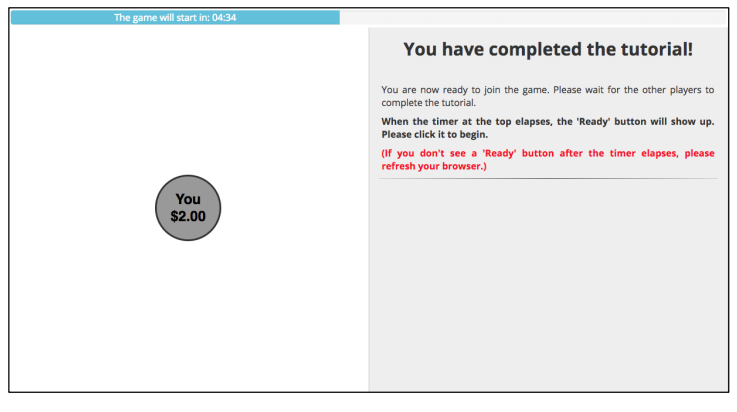 The game will start in: 04:34
You have completed the tutorial!
You are now ready to join the game. Please wait for the other players to
complete the tutorial.
When the timer at the top elapses, the 'Ready' button will show up.
Please click it to begin.
(If you don't see a 'Ready' button after the timer elapses, please
refresh your browser.)
You
$2.00